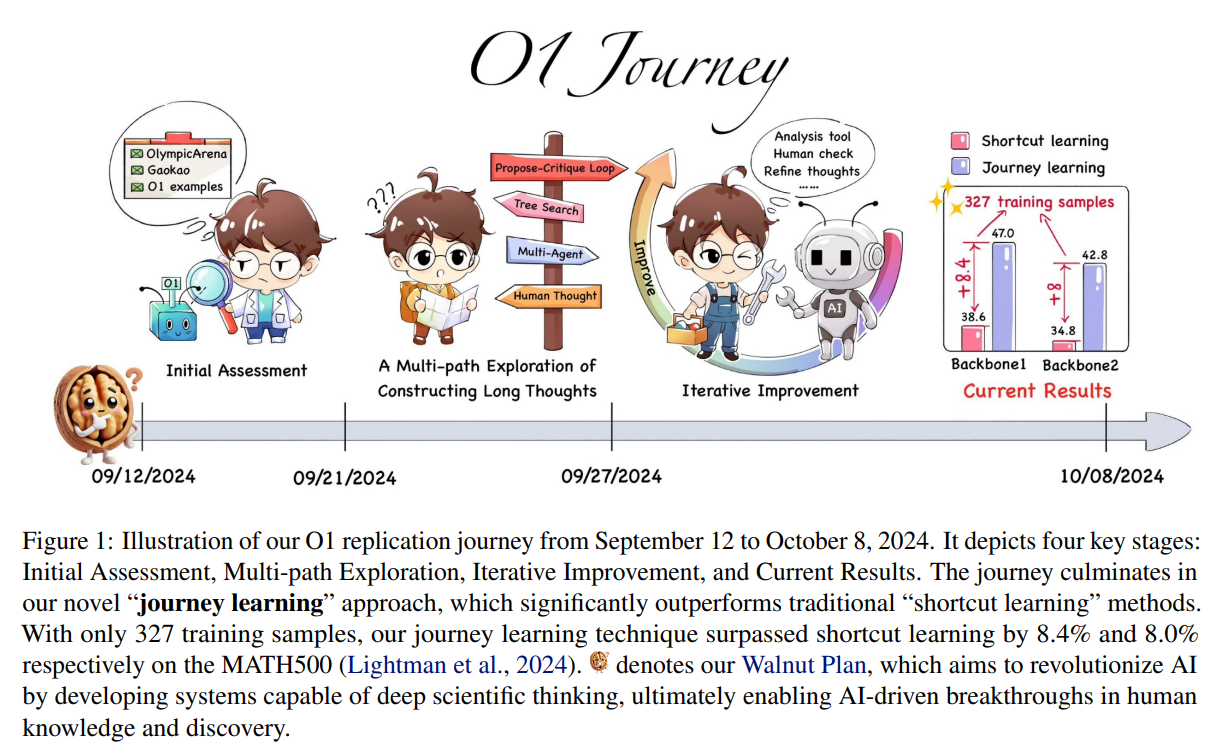 O1 Journey
OlympicArena
Gaokao
O1 examples
O1
Initial Assessment
???
Propose-Critique Loop
Tree Search
Multi-Agent
Human Thought
A Multi-path Exploration of
Constructing Long Thoughts
Improve
Analysis tool
Human check
Refine thoughts
......
AI
Iterative Improvement
Shortcut learning
Journey learning
327 training samples
47.0
+8.4
38.6
42.8
+8
34.8
Backbone1 Backbone2
Current Results
?
09/12/2024 09/21/2024 09/27/2024 10/08/2024
Figure 1: Illustration of our O1 replication journey from September 12 to October 8, 2024. It depicts four key stages:
Initial Assessment, Multi-path Exploration, Iterative Improvement, and Current Results. The journey culminates in
our novel “journey learning” approach, which significantly outperforms traditional “shortcut learning” methods.
With only 327 training samples, our journey learning technique surpassed shortcut learning by 8.4% and 8.0%
respectively on the MATH500 (Lightman et al., 2024). denotes our Walnut Plan, which aims to revolutionize AI
by developing systems capable of deep scientific thinking, ultimately enabling AI-driven breakthroughs in human
knowledge and discovery.